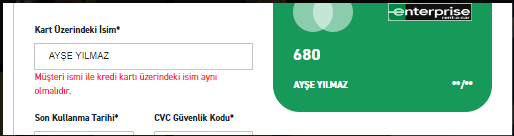 Kart Üzerindeki İsim*
AYŞE YILMAZ
Müşteri ismi ile kredi kartı üzerindeki isim aynı
olmalıdır.
Son Kullanma Tarihi*
CVC Güvenlik Kodu*
enterprise
rent-a-car
680
AYŞE YILMAZ
**/**